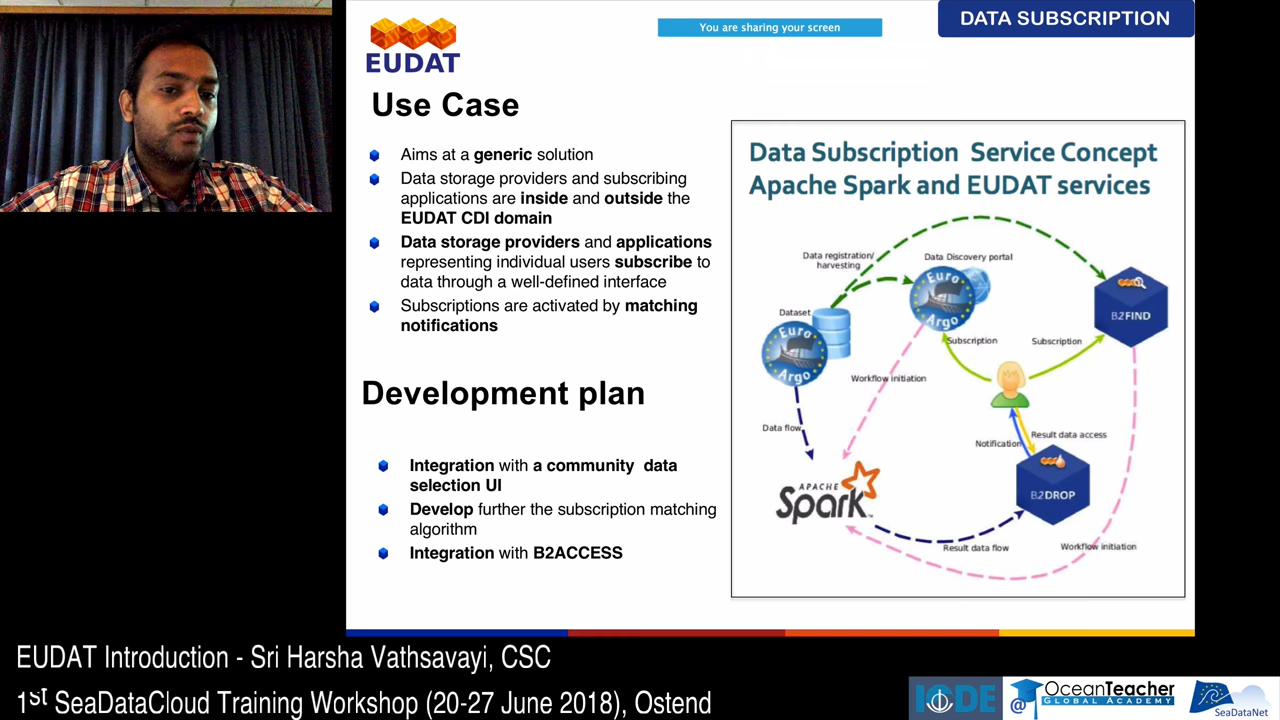 You are sharing your screen
DATA SUBSCRIPTION
EUDAT
Use Case
Aims at a generic solution
Data storage providers and subscribing
applications are inside and outside the
EUDAT CDI domain
Data storage providers and applications
representing individual users subscribe to
data through a well-defined interface
Subscriptions are activated by matching
notifications
Development plan
Integration with a community data
selection UI
Develop further the subscription matching
algorithm
Integration with B2ACCESS
Data Subscription Service Concept
Apache Spark and EUDAT services
Data registration/
harvesting
Data Discovery portal
Euro
Argo
B2FIND
Dataset
Euro
Argo
Subscription
Subscription
Workflow initiation
Data flow
Notification
Result data access
APACHE
Spark
TM
B2DROP
Result data flow
Workflow initiation
EUDAT Introduction - Sri Harsha Vathsavayi, CSC
1st SeaDataCloud Training Workshop (20-27 June 2018), Ostend
IODE
@
OceanTeacher
GLOBAL ACADEMY
SeaDataNet